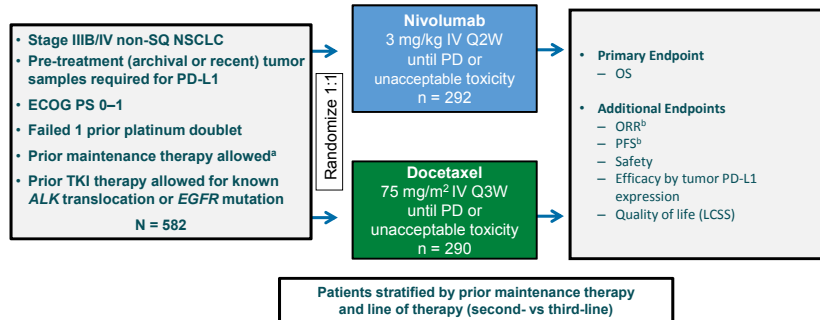 • Stage IIIB/IV non-SQ NSCLC
• Pre-treatment (archival or recent) tumor
samples required for PD-L1
• ECOG PS 0–1
• Failed 1 prior platinum doublet
• Prior maintenance therapy allowedᵃ
• Prior TKI therapy allowed for known
ALK translocation or EGFR mutation
N = 582
Randomize 1:1
Nivolumab
3 mg/kg IV Q2W
until PD or
unacceptable toxicity
n = 292
Docetaxel
75 mg/m² IV Q3W
until PD or
unacceptable toxicity
n = 290
• Primary Endpoint
– OS
• Additional Endpoints
– ORRᵇ
– PFSᵇ
– Safety
– Efficacy by tumor PD-L1
expression
– Quality of life (LCSS)
Patients stratified by prior maintenance therapy
and line of therapy (second- vs third-line)